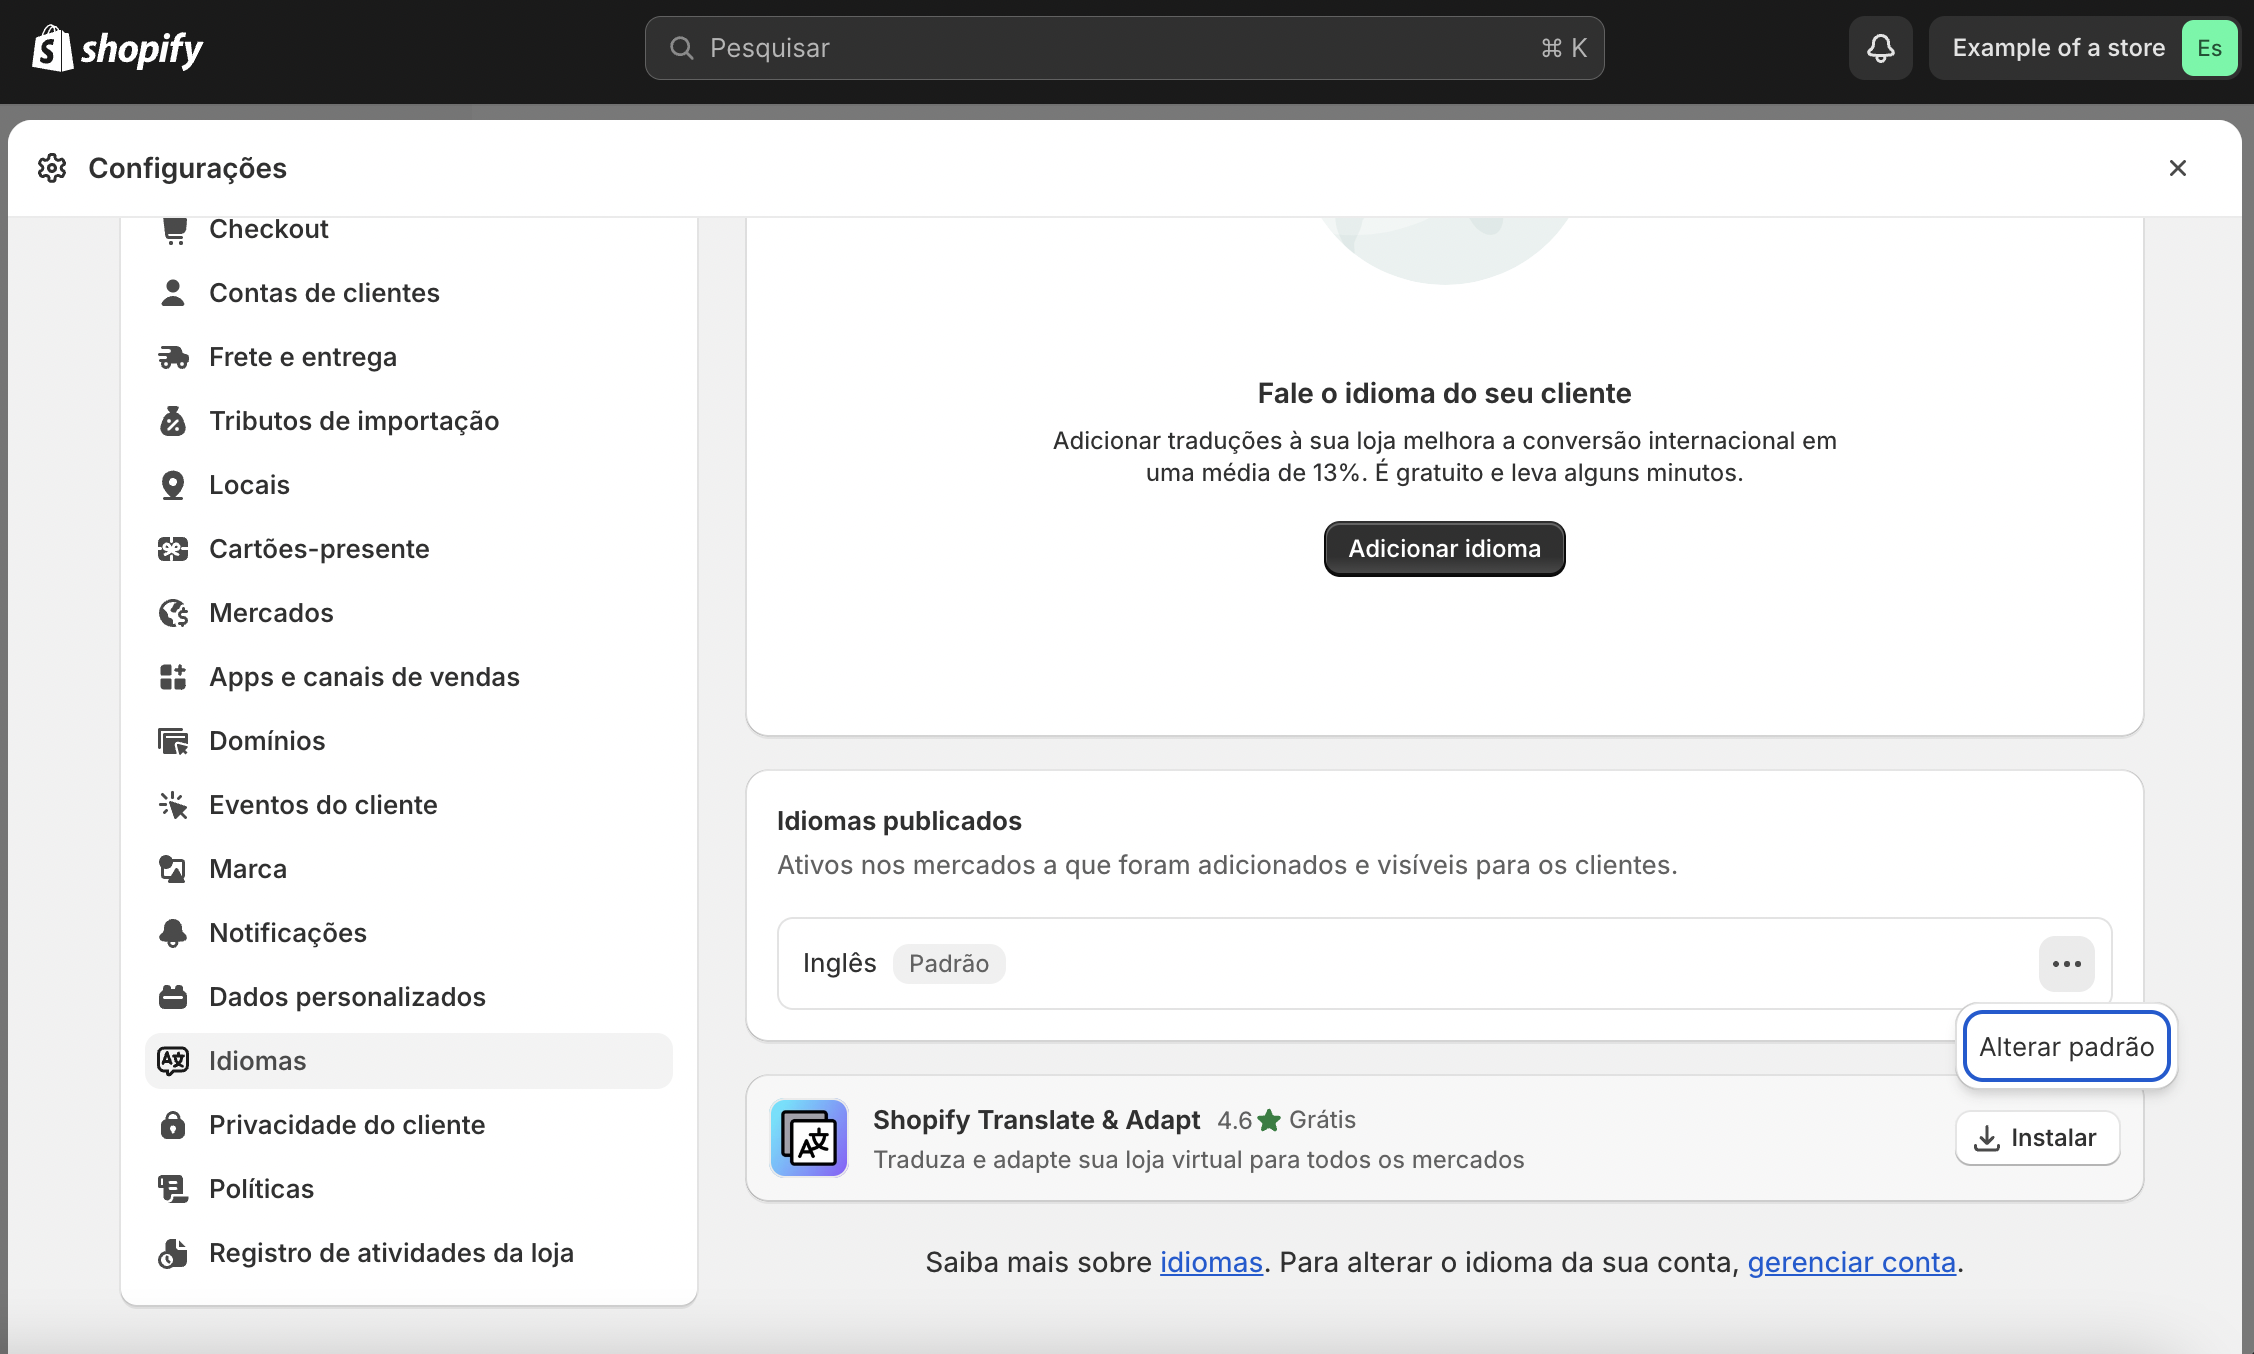 shopify
Pesquisar
⌘ K
Example of a store
Es
Configurações
Checkout
Contas de clientes
Frete e entrega
Tributos de importação
Locais
Cartões-presente
Mercados
Apps e canais de vendas
Domínios
Eventos do cliente
Marca
Notificações
Dados personalizados
Idiomas
Privacidade do cliente
Políticas
Registro de atividades da loja
Fale o idioma do seu cliente
Adicionar traduções à sua loja melhora a conversão internacional em
uma média de 13%. É gratuito e leva alguns minutos.
Adicionar idioma
Idiomas publicados
Ativos nos mercados a que foram adicionados e visíveis para os clientes.
Inglês Padrão
Alterar padrão
Shopify Translate & Adapt 4.6★ Grátis
Traduza e adapte sua loja virtual para todos os mercados
Instalar
Saiba mais sobre idiomas. Para alterar o idioma da sua conta, gerenciar conta.